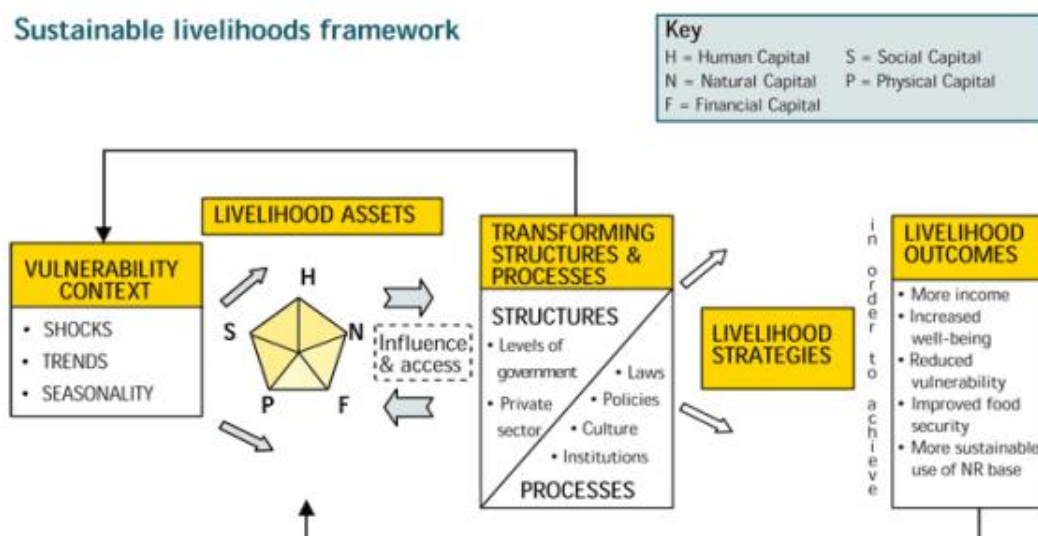 Sustainable livelihoods framework
Key
H = Human Capital
S = Social Capital
N = Natural Capital
P = Physical Capital
F = Financial Capital
LIVELIHOOD ASSETS
VULNERABILITY
CONTEXT
• SHOCKS
• TRENDS
• SEASONALITY
H
S
N
P
F
Influence
& access
TRANSFORMING
STRUCTURES &
PROCESSES
STRUCTURES
• Levels of
government
• Private
sector
• Laws
• Policies
• Culture
• Institutions
PROCESSES
LIVELIHOOD
STRATEGIES
in order to achieve
LIVELIHOOD
OUTCOMES
• More income
• Increased
well-being
• Reduced
vulnerability
• Improved food
security
• More sustainable
use of NR base